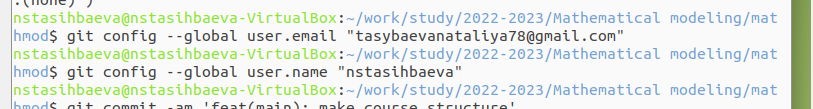 .(none)')
nstasihbaeva@nstasihbaeva-VirtualBox:~/work/study/2022-2023/Mathematical modeling/mat
hmod$ git config --global user.email "tasybaevanataliya78@gmail.com"
nstasihbaeva@nstasihbaeva-VirtualBox:~/work/study/2022-2023/Mathematical modeling/mat
hmod$ git config --global user.name "nstasihbaeva"
nstasihbaeva@nstasihbaeva-VirtualBox:~/work/study/2022-2023/Mathematical modeling/mat
hmod$ git commit -am 'feat(main): make course structure'